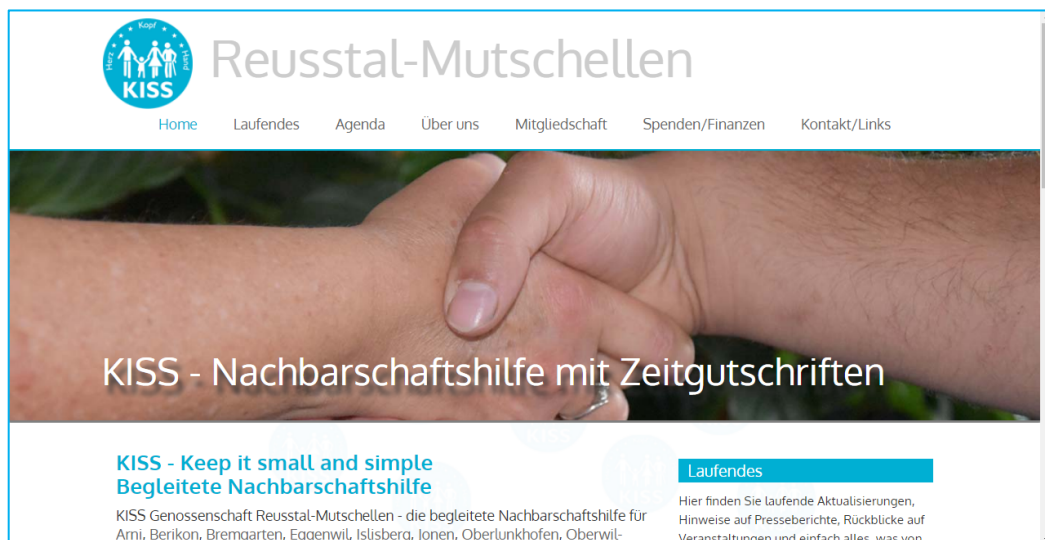 Kopf
Herz
Hand
KISS
Reusstal-Mutschellen
Home Laufendes Agenda Über uns Mitgliedschaft Spenden/Finanzen Kontakt/Links
KISS - Nachbarschaftshilfe mit Zeitgutschriften
KISS - Keep it small and simple
Begleitete Nachbarschaftshilfe
KISS Genossenschaft Reusstal-Mutschellen - die begleitete Nachbarschaftshilfe für
Arni, Berikon, Bremgarten, Eggenwil, Islisberg, Jonen, Oberlunkhofen, Oberwil-
Laufendes
Hier finden Sie laufende Aktualisierungen,
Hinweise auf Presseberichte, Rückblicke auf
Veranstaltungen und einfach alles, was von